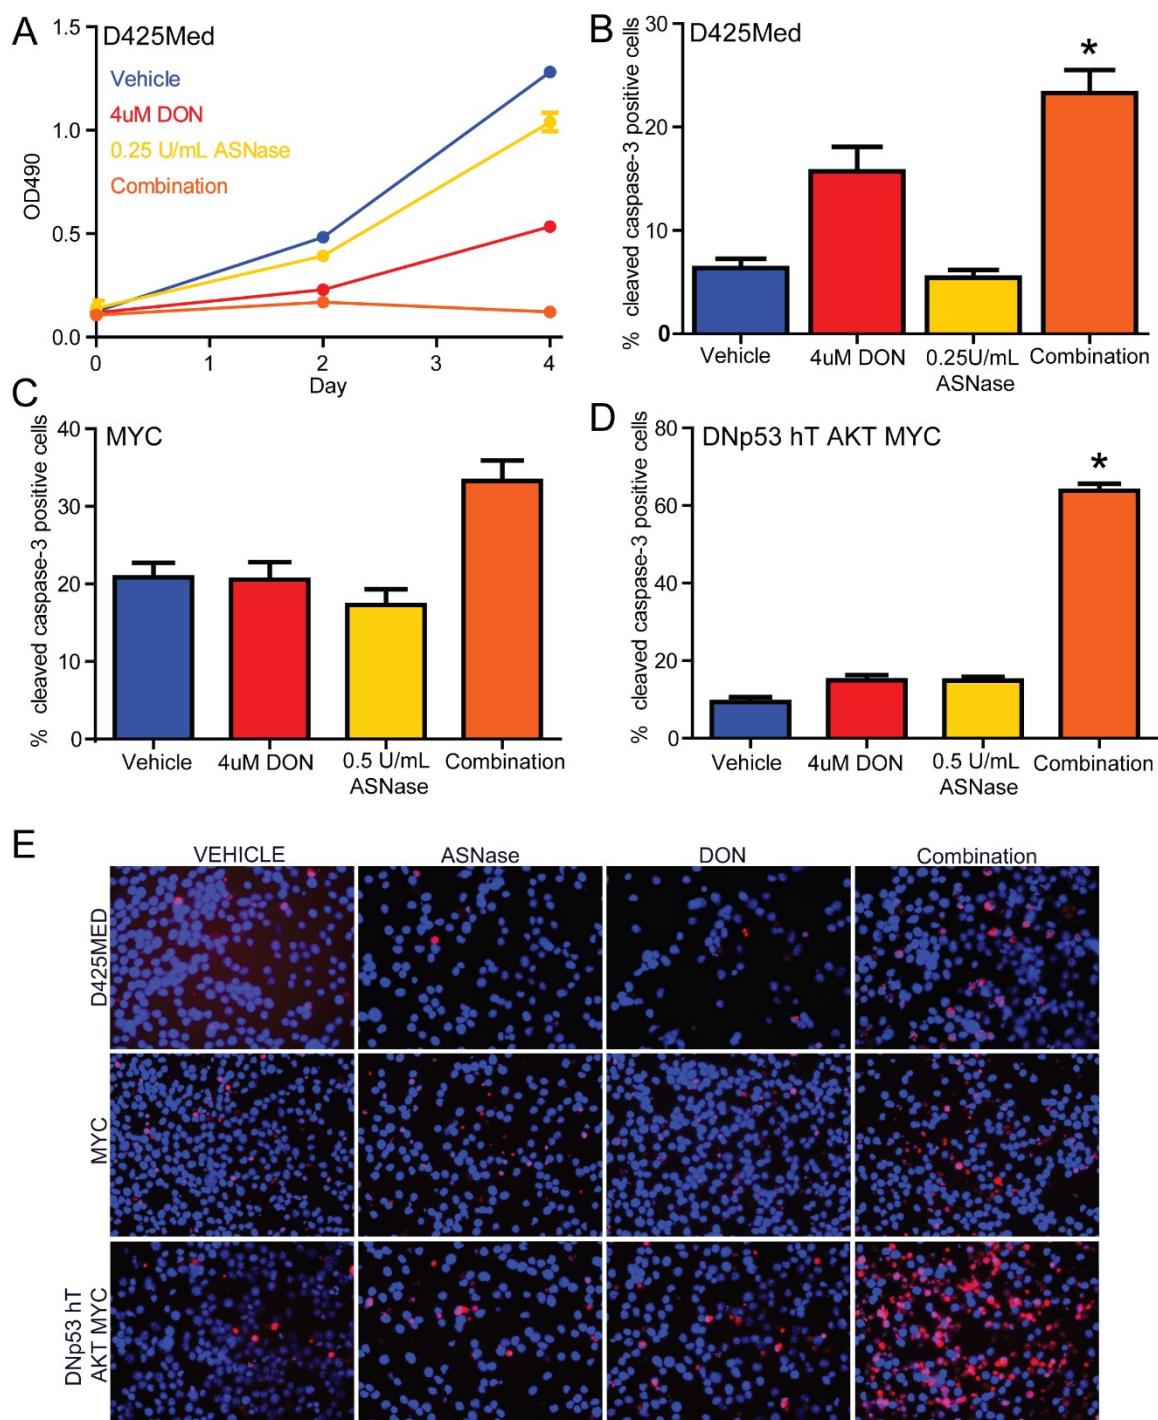 A
D425Med
Vehicle
4uM DON
0.25 U/mL ASNase
Combination
OD490
1.5
1.0
0.5
0.0
0 1 2 3 4
Day
B
D425Med
*
% cleaved caspase-3 positive cells
30
20
10
0
Vehicle 4uM DON 0.25U/mL Combination
ASNase
C
MYC
% cleaved caspase-3 positive cells
40
30
20
10
0
Vehicle 4uM DON 0.5 U/mL Combination
ASNase
D
DNp53 hT AKT MYC
*
% cleaved caspase-3 positive cells
80
60
40
20
0
Vehicle 4uM DON 0.5 U/mL Combination
ASNase
E
VEHICLE ASNase DON Combination
D425MED
MYC
DNp53 hT
AKT MYC